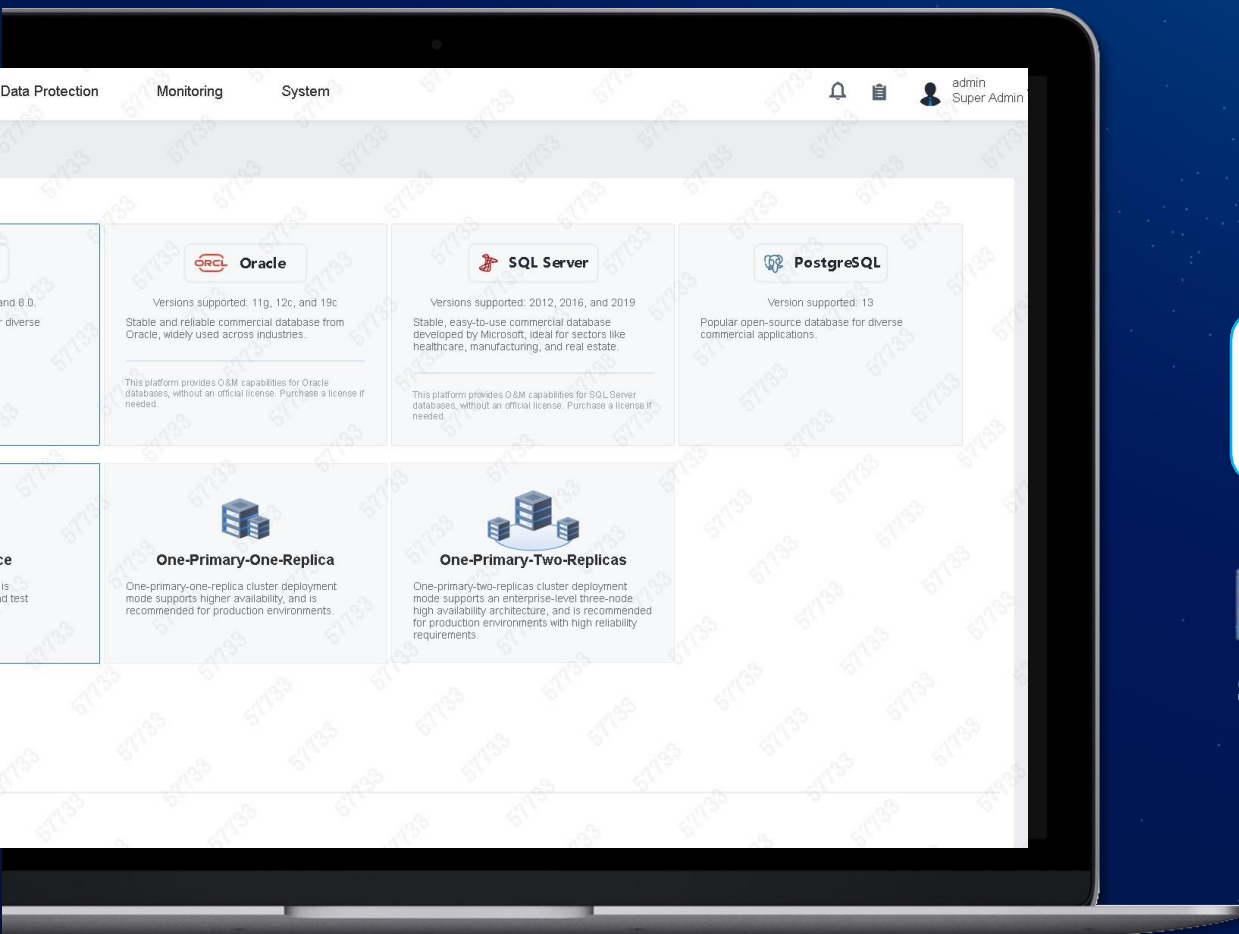 Data Protection
Monitoring
System
admin
Super Admin
and 8.0.
diverse
ORCL Oracle
Versions supported: 11g, 12c, and 19c
Stable and reliable commercial database from
Oracle, widely used across industries.
This platform provides O&M capabilities for Oracle
databases, without an official license. Purchase a license if
needed.
SQL Server
Versions supported: 2012, 2016, and 2019
Stable, easy-to-use commercial database
developed by Microsoft, ideal for sectors like
healthcare, manufacturing, and real estate.
This platform provides O&M capabilities for SQL Server
databases, without an official license. Purchase a license if
needed.
PostgreSQL
Version supported: 13
Popular open-source database for diverse
commercial applications.
ce
is
d test
One-Primary-One-Replica
One-primary-one-replica cluster deployment
mode supports higher availability, and is
recommended for production environments.
One-Primary-Two-Replicas
One-primary-two-replicas cluster deployment
mode supports an enterprise-level three-node
high availability architecture, and is recommended
for production environments with high reliability
requirements.
57733